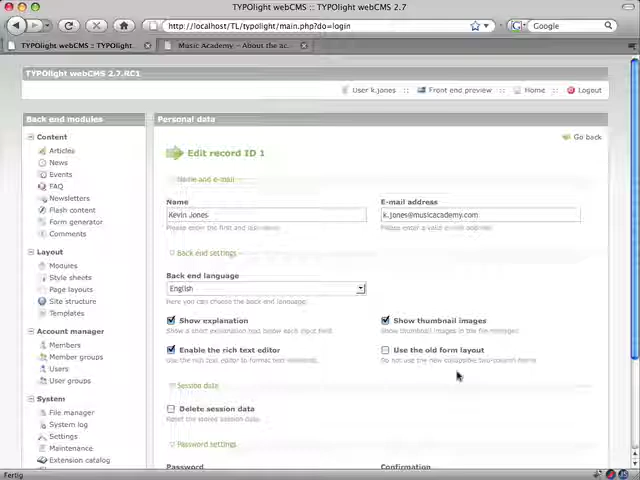 TYPOlight webCMS :: TYPOlight webCMS 2.7
http://localhost/TL/typolight/main.php?do=login
Google
TYPOlight webCMS :: TYPOlight...
Music Academy – About the ac...
TYPOlight webCMS 2.7.RC1
User k.jones :: Front end preview :: Home :: Logout
Back end modules
Personal data
Go back
Content
Articles
News
Events
FAQ
Newsletters
Flash content
Form generator
Comments
Layout
Modules
Style sheets
Page layouts
Site structure
Templates
Account manager
Members
Member groups
Users
User groups
System
File manager
System log
Settings
Maintenance
Extension catalog
Edit record ID 1
Name and e-mail
Name
E-mail address
Kevin Jones
k.jones@musicacademy.com
Please enter the first and last name.
Please enter a valid e-mail address.
Back end settings
Back end language
English
Here you can choose the back end language.
Show explanation
Show thumbnail images
Show a short explanation text below each input field.
Show thumbnail images in the file manager.
Enable the rich text editor
Use the old form layout
Use the rich text editor to format text elements.
Do not use the new collapsible two-column forms.
Session data
Delete session data
Reset the stored session data.
Password settings
Password
Confirmation
Fertig